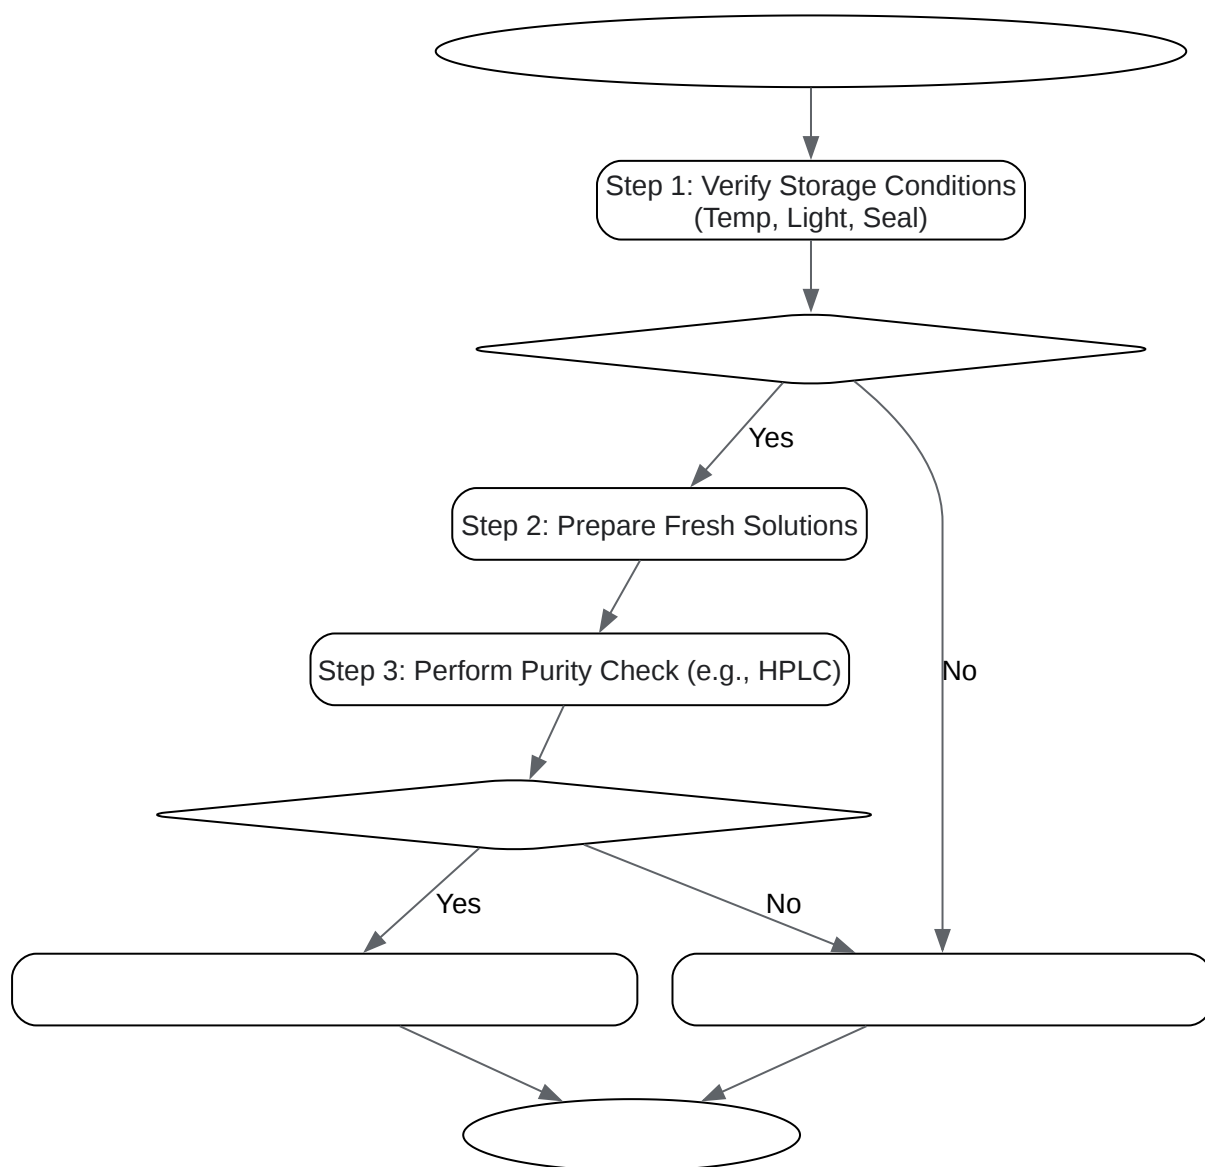 Step 1: Verify Storage Conditions
(Temp, Light, Seal)
Yes
Step 2: Prepare Fresh Solutions
No
Step 3: Perform Purity Check (e.g., HPLC)
Yes
No